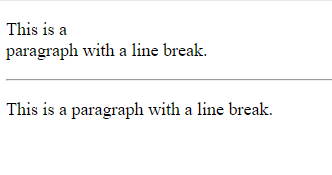 This is a
paragraph with a line break.
This is a paragraph with a line break.